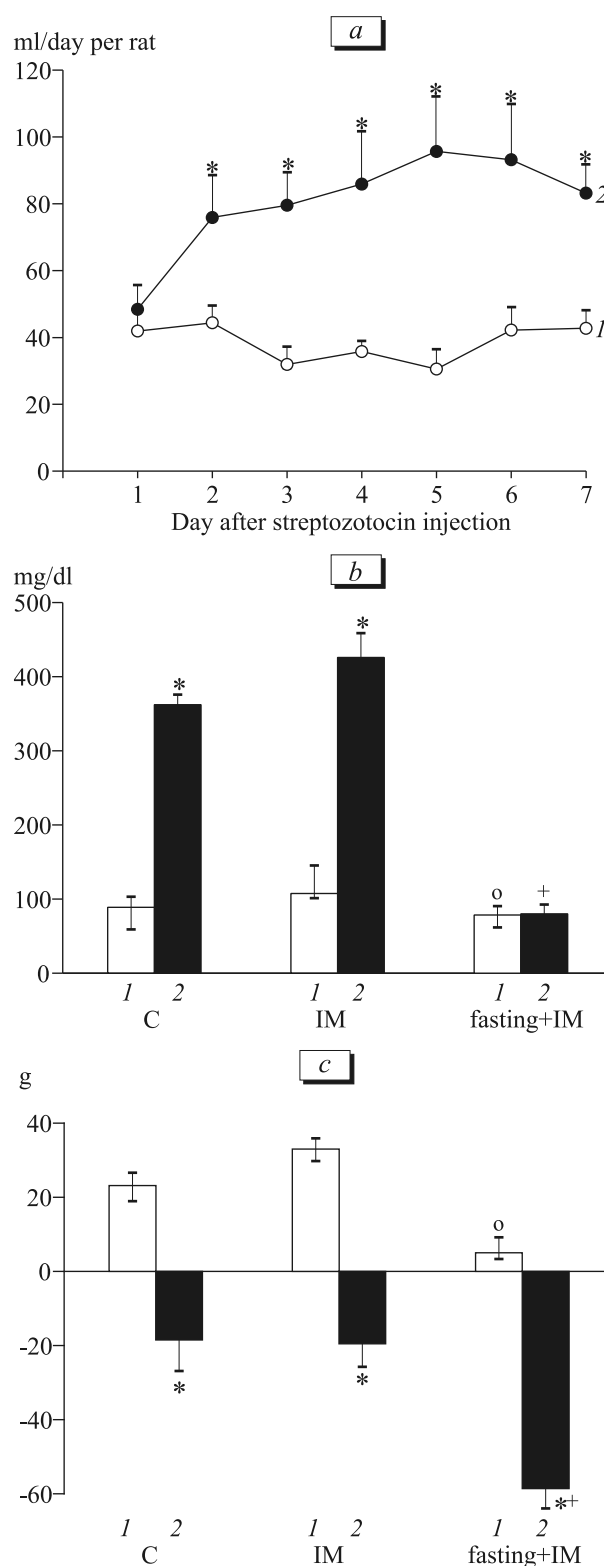 a
ml/day per rat
120
100
80
60
40
20
0
* * * * * *
2
1
1 2 3 4 5 6 7
Day after streptozotocin injection
b
mg/dl
500
400
300
200
100
0
* * o +
1 2 1 2 1 2
C IM fasting+IM
c
g
40
20
0
-20
-40
-60
o
* * *+
1 2 1 2 1 2
C IM fasting+IM